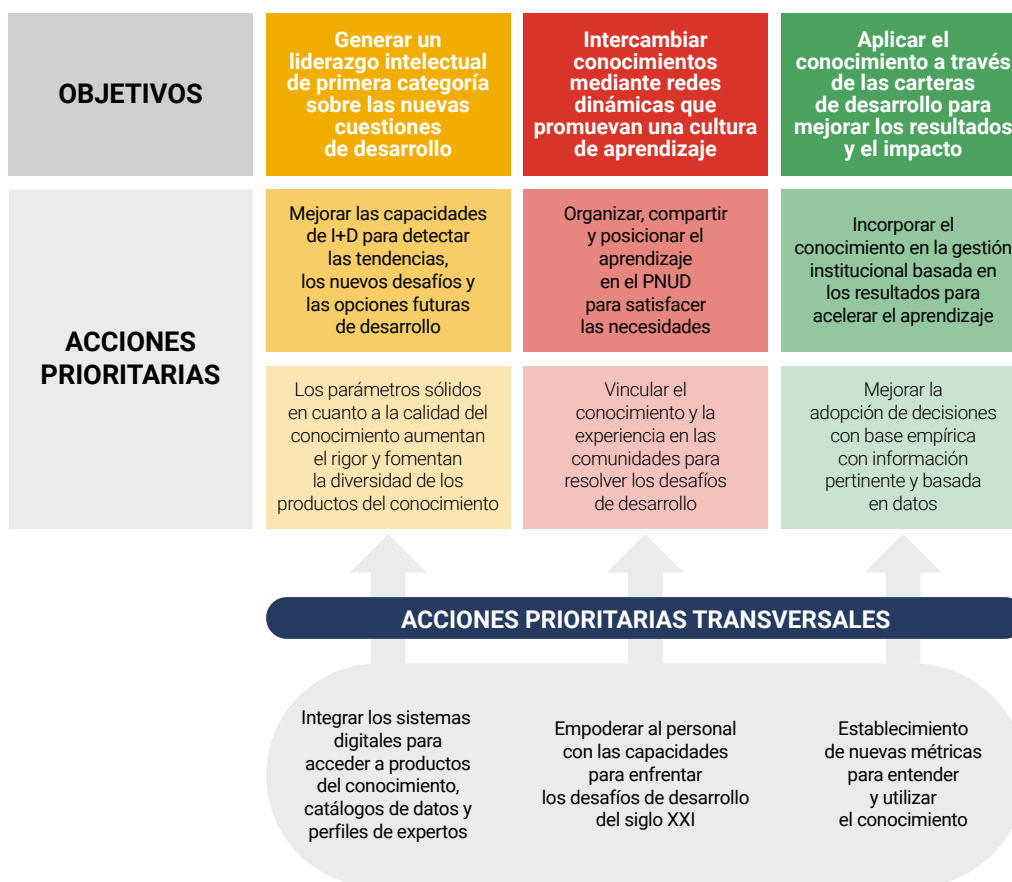 OBJETIVOS
Generar un
liderazgo intelectual
de primera categoría
sobre las nuevas
cuestiones
de desarrollo
Intercambiar
conocimientos
mediante redes
dinámicas que
promuevan una cultura
de aprendizaje
Aplicar el
conocimiento a través
de las carteras
de desarrollo para
mejorar los resultados
y el impacto
ACCIONES
PRIORITARIAS
Mejorar las capacidades
de I+D para detectar
las tendencias,
los nuevos desafíos y
las opciones futuras
de desarrollo
Organizar, compartir
y posicionar el
aprendizaje
en el PNUD
para satisfacer
las necesidades
Incorporar el
conocimiento en la gestión
institucional basada en
los resultados para
acelerar el aprendizaje
Los parámetros sólidos
en cuanto a la calidad del
conocimiento aumentan
el rigor y fomentan
la diversidad de los
productos del conocimiento
Vincular el
conocimiento y la
experiencia en las
comunidades para
resolver los desafíos
de desarrollo
Mejorar la
adopción de decisiones
con base empírica
con información
pertinente y basada
en datos
ACCIONES PRIORITARIAS TRANSVERSALES
Integrar los sistemas
digitales para
acceder a productos
del conocimiento,
catálogos de datos y
perfiles de expertos
Empoderar al personal
con las capacidades
para enfrentar
los desafíos de desarrollo
del siglo XXI
Establecimiento
de nuevas métricas
para entender
y utilizar
el conocimiento